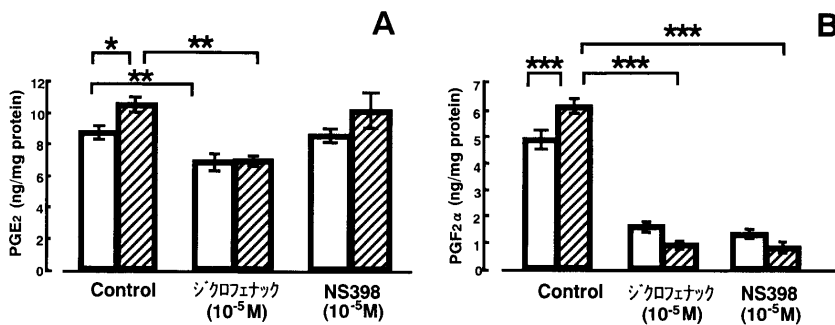 A
*
**
**
PGE2 (ng/mg protein)
12
10
8
6
4
2
0
Control
ｼﾞｸﾛﾌｪﾅｯｸ
(10-5M)
NS398
(10-5M)
B
***
***
***
PGF2α (ng/mg protein)
7
6
5
4
3
2
1
0
Control
ｼﾞｸﾛﾌｪﾅｯｸ
(10-5M)
NS398
(10-5M)